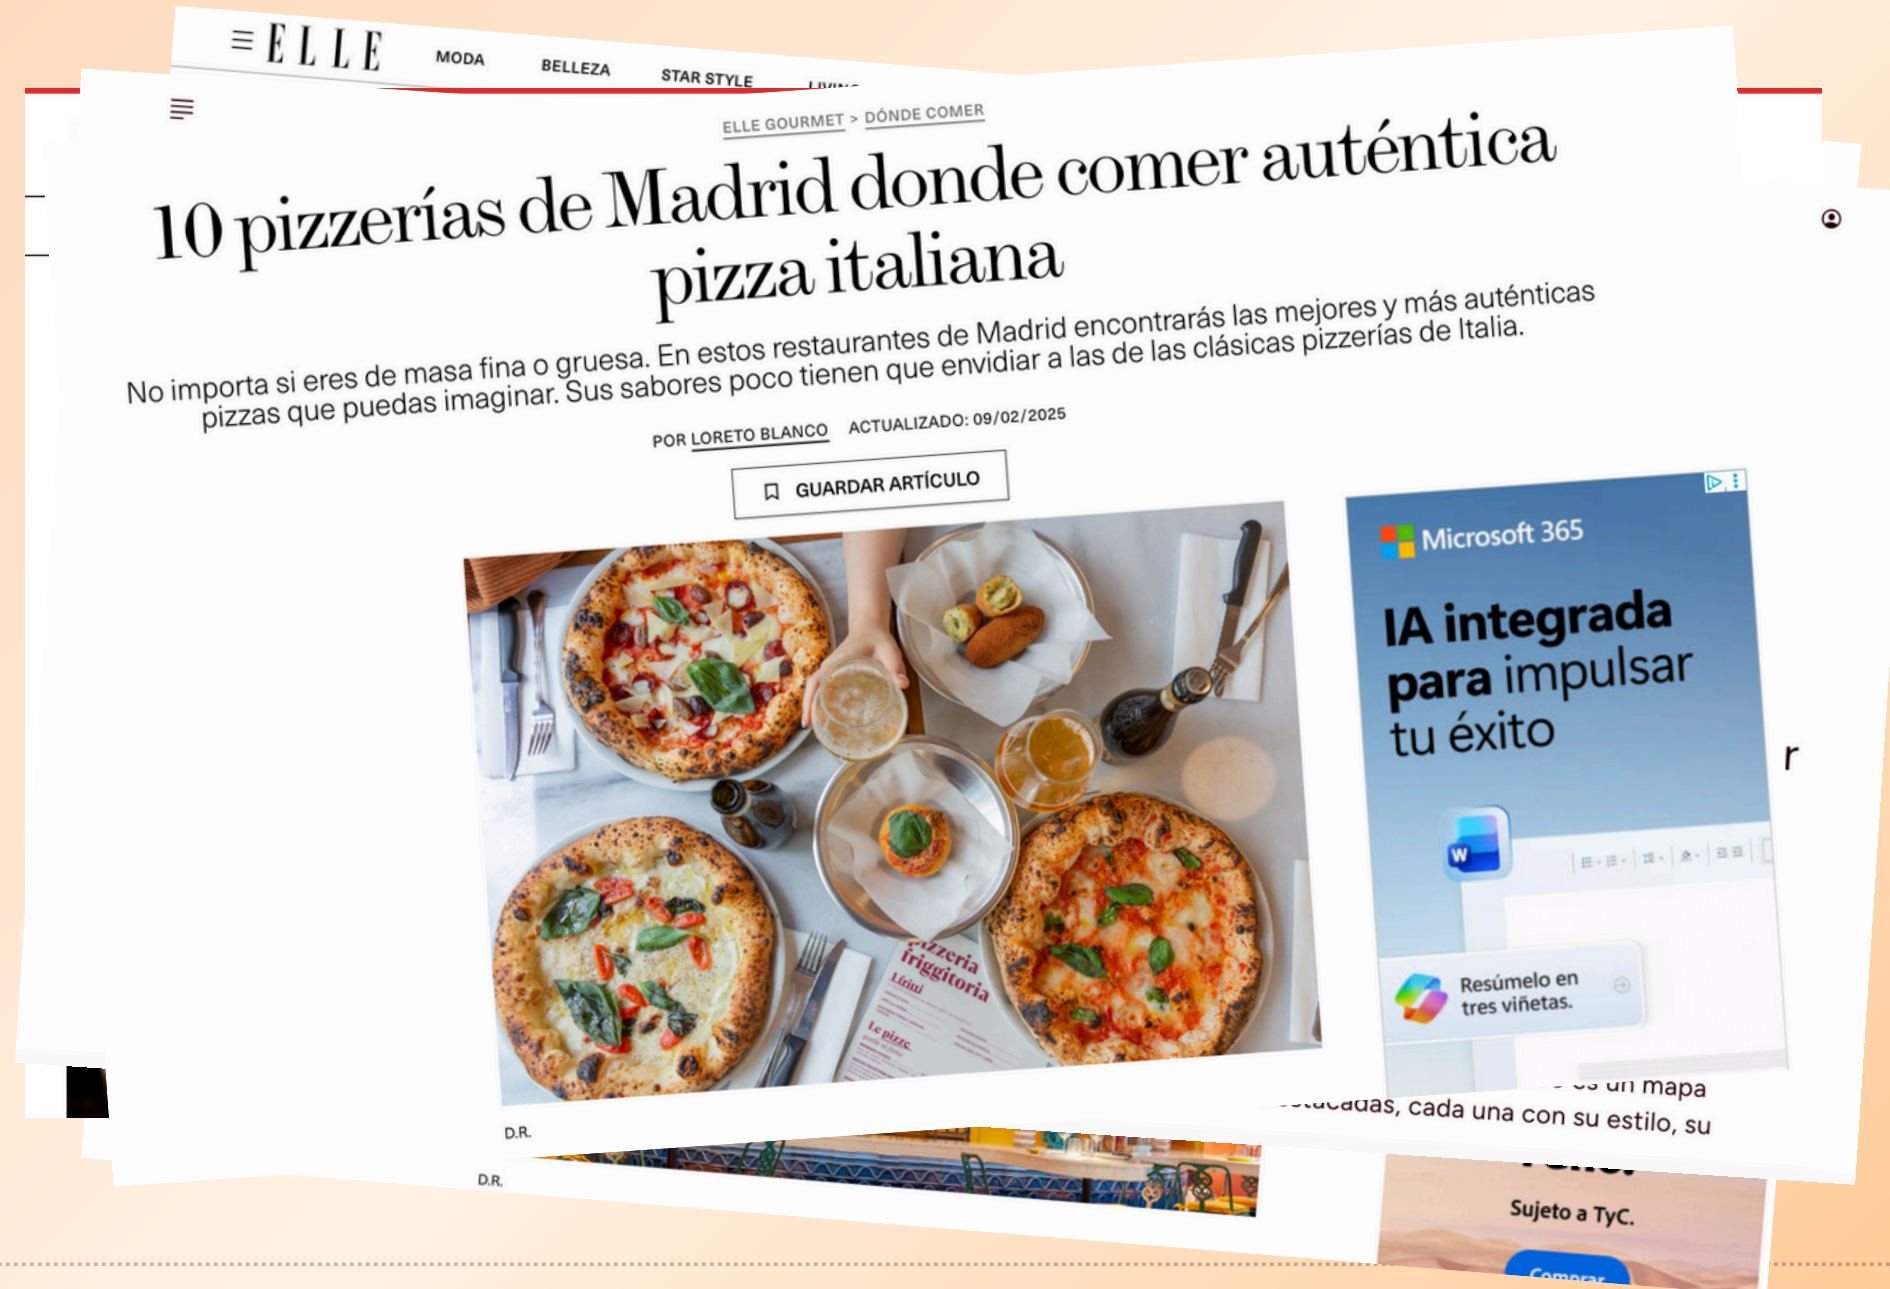 ELLE
MODA BELLEZA STAR STYLE
ELLE GOURMET > DÓNDE COMER
10 pizzerías de Madrid donde comer auténtica
pizza italiana
No importa si eres de masa fina o gruesa. En estos restaurantes de Madrid encontrarás las mejores y más auténticas
pizzas que puedas imaginar. Sus sabores poco tienen que envidiar a las de las clásicas pizzerías de Italia.
POR LORETO BLANCO ACTUALIZADO: 09/02/2025
GUARDAR ARTÍCULO
Microsoft 365
IA integrada
para impulsar
tu éxito
W
Resúmelo en
tres viñetas.
pizzeria
friggitoria
Le pizze
r
D.R.
D.R.
es un mapa
cada una con su estilo, su
Sujeto a TyC.
Comprar